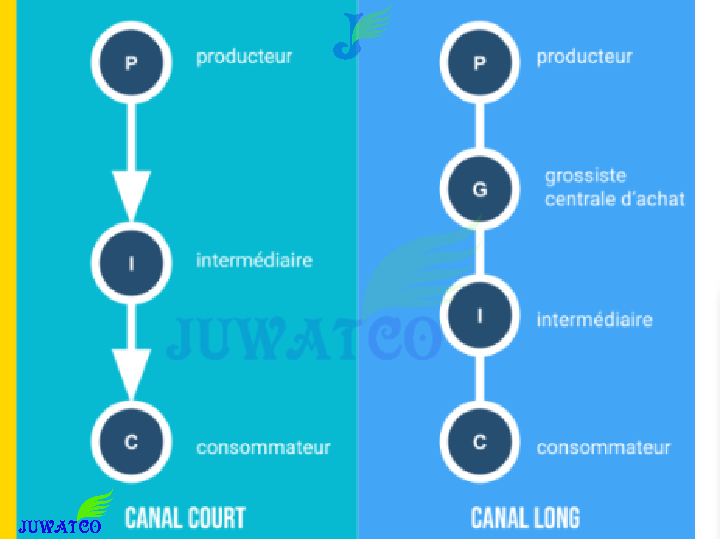 P
producteur
I
intermédiaire
C
consommateur
CANAL COURT
J
P
producteur
G
grossiste
centrale d'achat
I
intermédiaire
C
consommateur
CANAL LONG
JUWATCO
JUWATCO